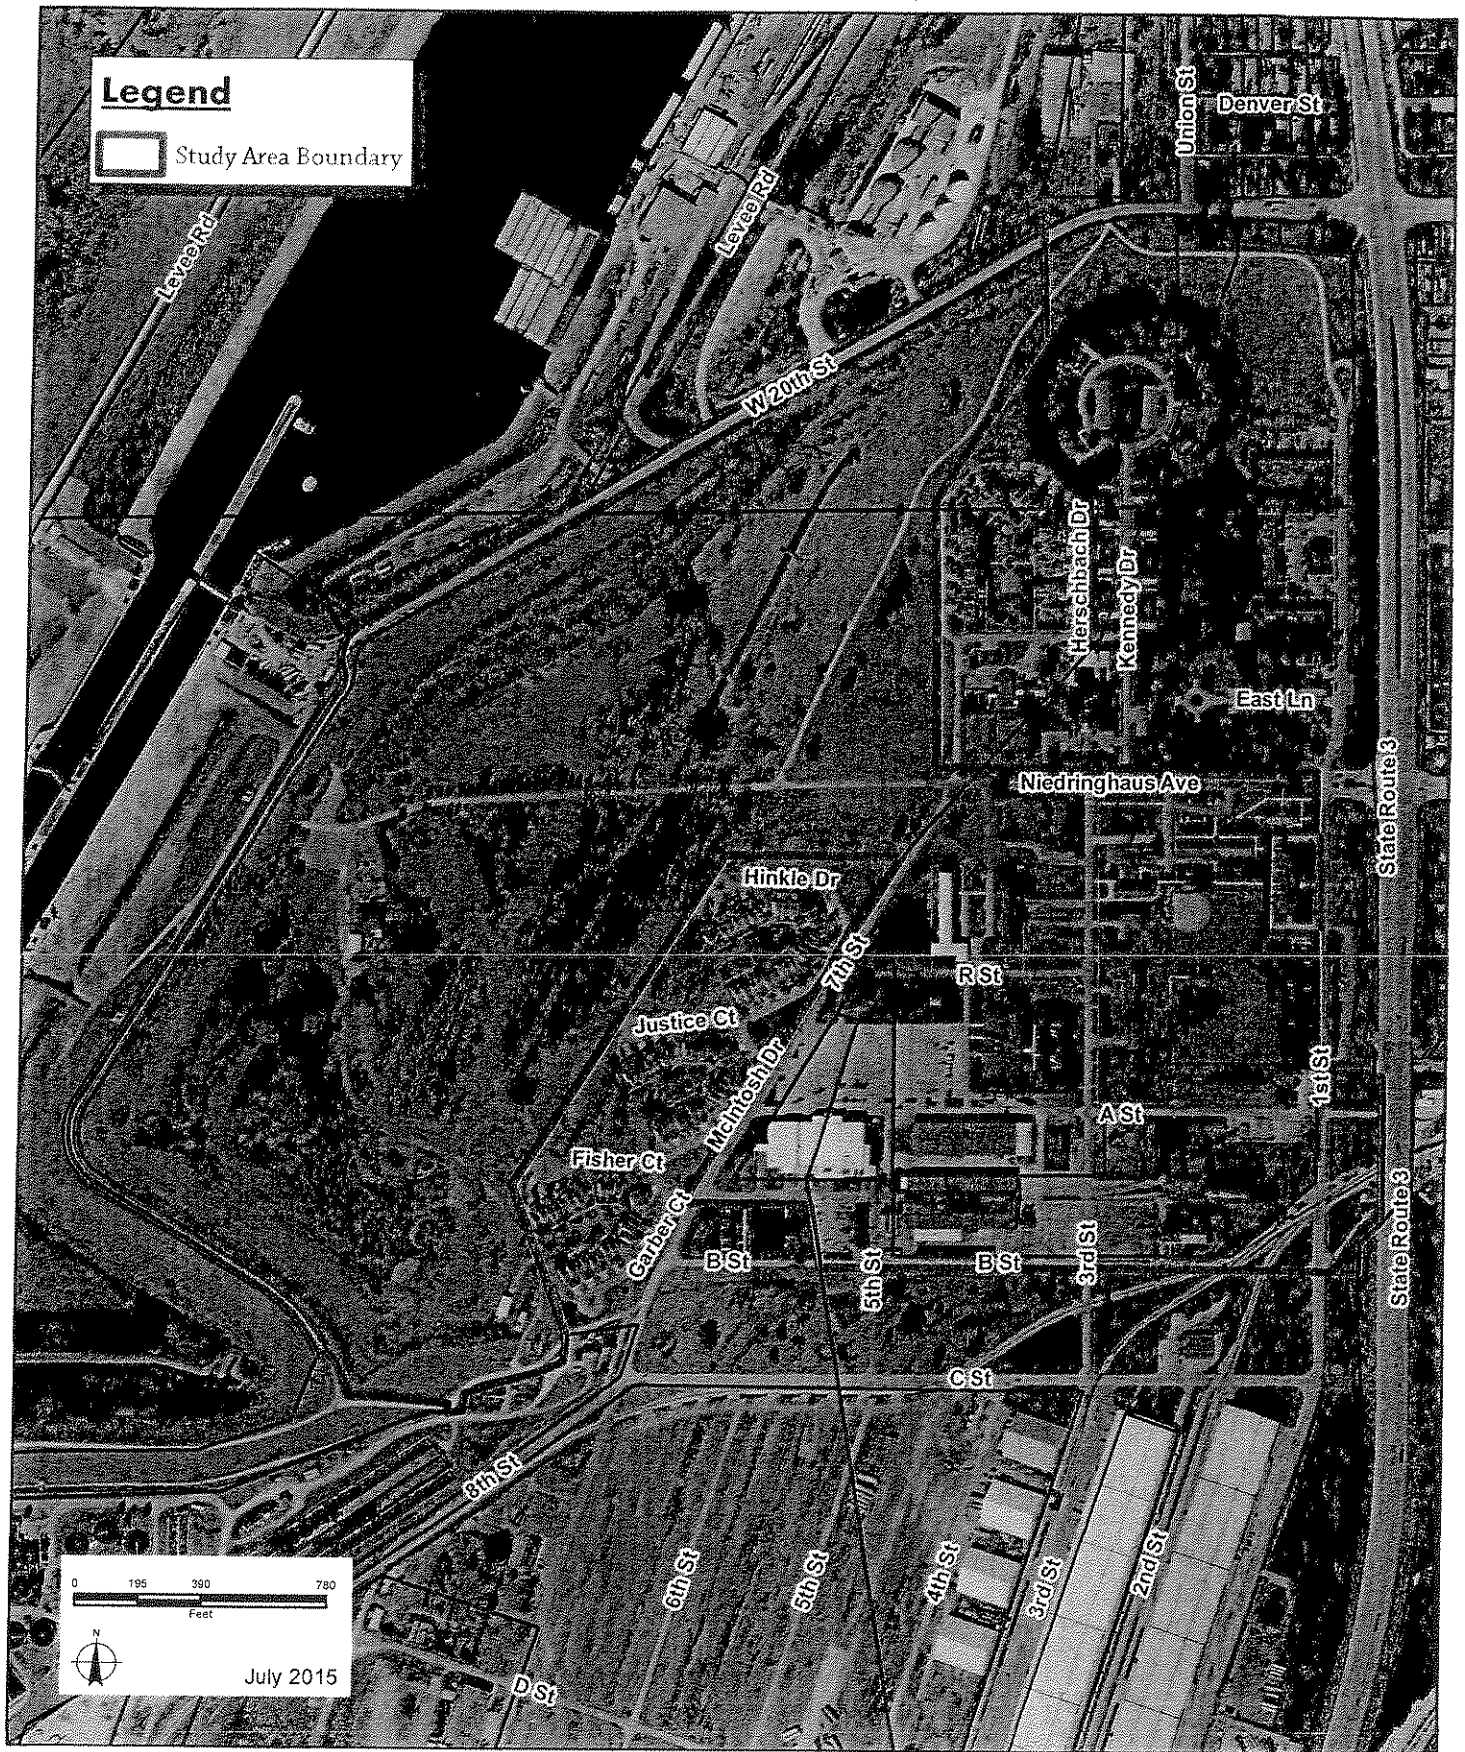 Legend
Study Area Boundary
Union St
Denver St
Levee Rd
Levee Rd
W 20th St
Herschbach Dr
Kennedy Dr
East Ln
Niedringhaus Ave
State Route 3
Hinkle Dr
7th St
R St
Justice Ct
McIntosh Dr
1st St
A St
Fisher Ct
Garber Ct
B St
5th St
B St
3rd St
State Route 3
C St
8th St
6th St
5th St
4th St
3rd St
2nd St
D St
0 195 390 780
Feet
N
July 2015